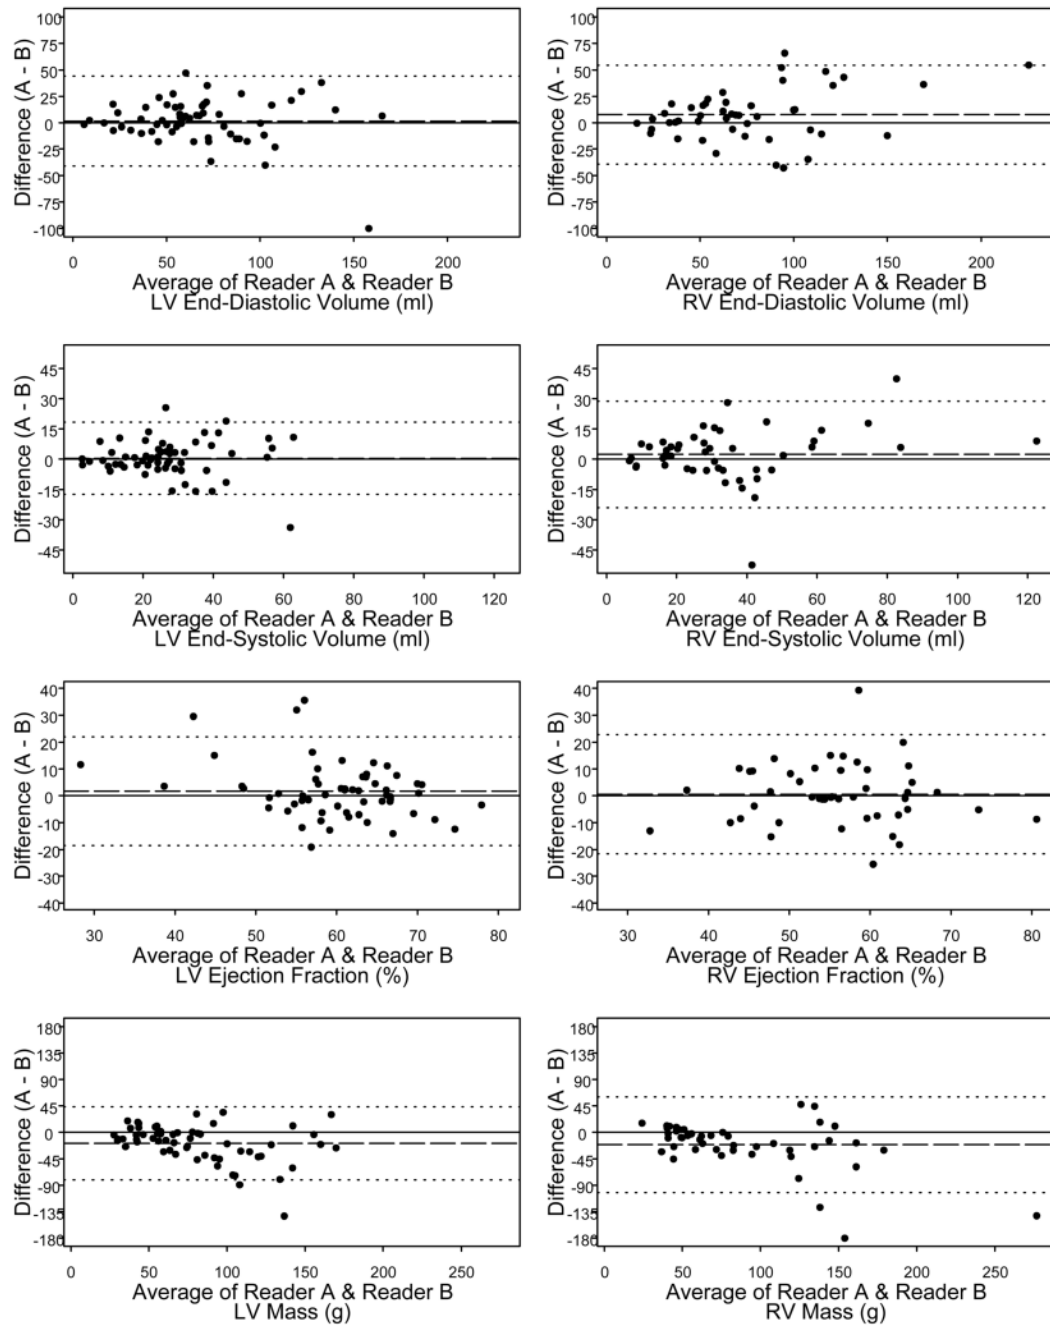 100
75
50
25
0
-25
-50
-75
-100
Difference (A - B)
0 50 100 150 200
Average of Reader A & Reader B
LV End-Diastolic Volume (ml)
100
75
50
25
0
-25
-50
-75
-100
Difference (A - B)
0 50 100 150 200
Average of Reader A & Reader B
RV End-Diastolic Volume (ml)
45
30
15
0
-15
-30
-45
Difference (A - B)
0 20 40 60 80 100 120
Average of Reader A & Reader B
LV End-Systolic Volume (ml)
45
30
15
0
-15
-30
-45
Difference (A - B)
0 20 40 60 80 100 120
Average of Reader A & Reader B
RV End-Systolic Volume (ml)
40
30
20
10
0
-10
-20
-30
-40
Difference (A - B)
30 40 50 60 70 80
Average of Reader A & Reader B
LV Ejection Fraction (%)
40
30
20
10
0
-10
-20
-30
-40
Difference (A - B)
30 40 50 60 70 80
Average of Reader A & Reader B
RV Ejection Fraction (%)
180
135
90
45
0
-45
-90
-135
-180
Difference (A - B)
0 50 100 150 200 250
Average of Reader A & Reader B
LV Mass (g)
180
135
90
45
0
-45
-90
-135
-180
Difference (A - B)
0 50 100 150 200 250
Average of Reader A & Reader B
RV Mass (g)